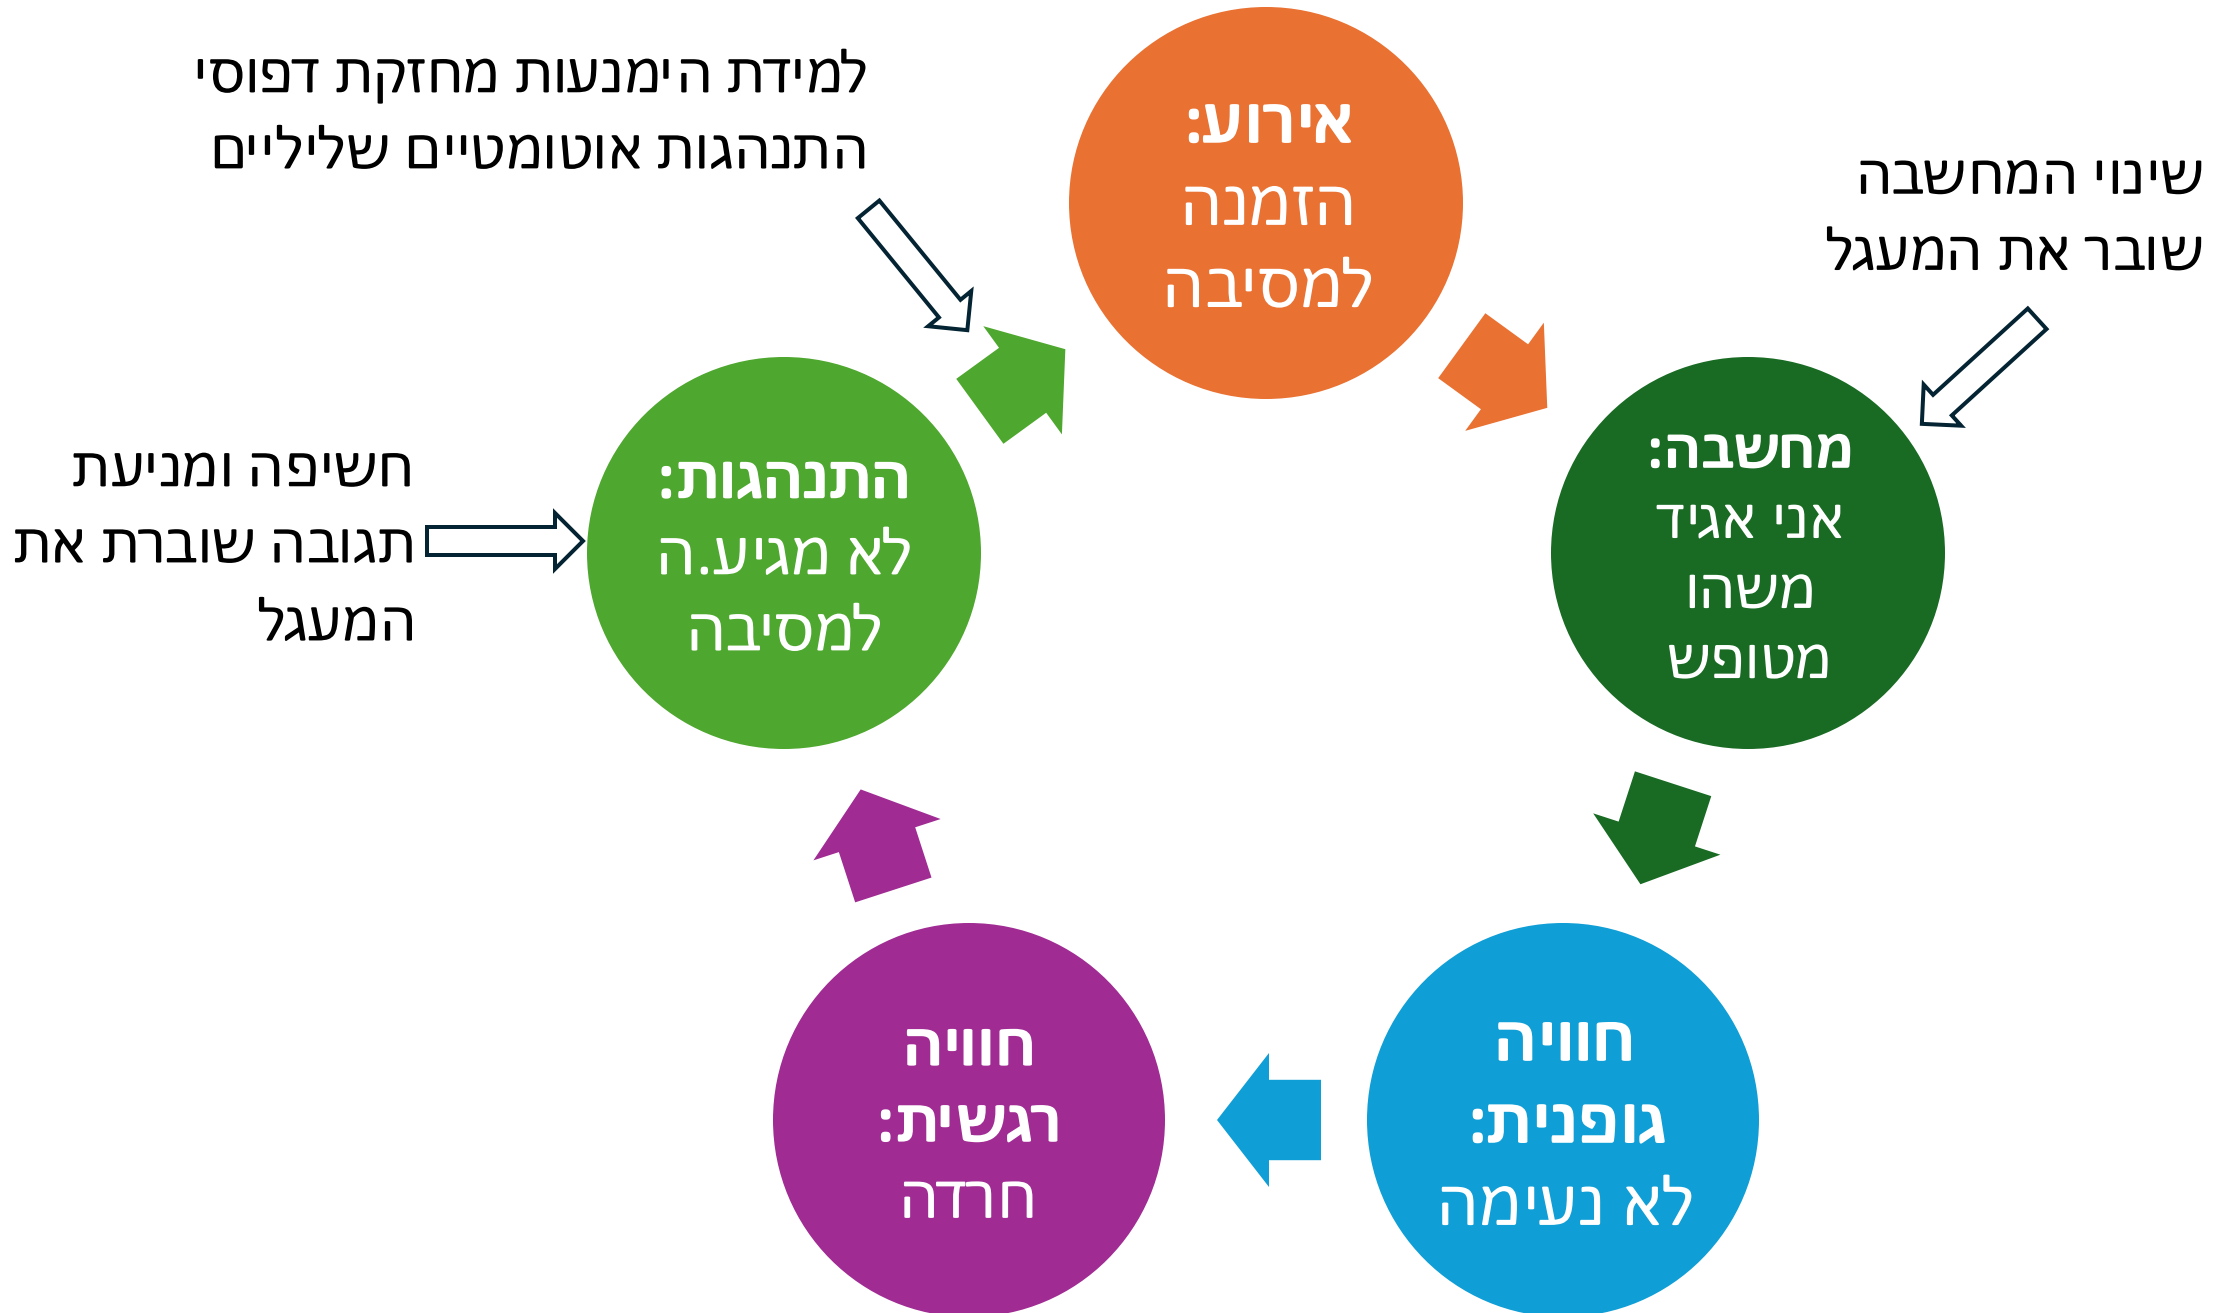 למידת הימנעות מחזקת דפוסי
התנהגות אוטומטיים שליליים
אירוע:
הזמנה
למסיבה
שינוי המחשבה
שובר את המעגל
מחשבה:
אני אגיד
משהו
מטופש
חוויה
גופנית:
לא נעימה
חוויה
רגשית:
חרדה
התנהגות:
לא מגיע.ה
למסיבה
חשיפה ומניעת
תגובה שוברת את
המעגל